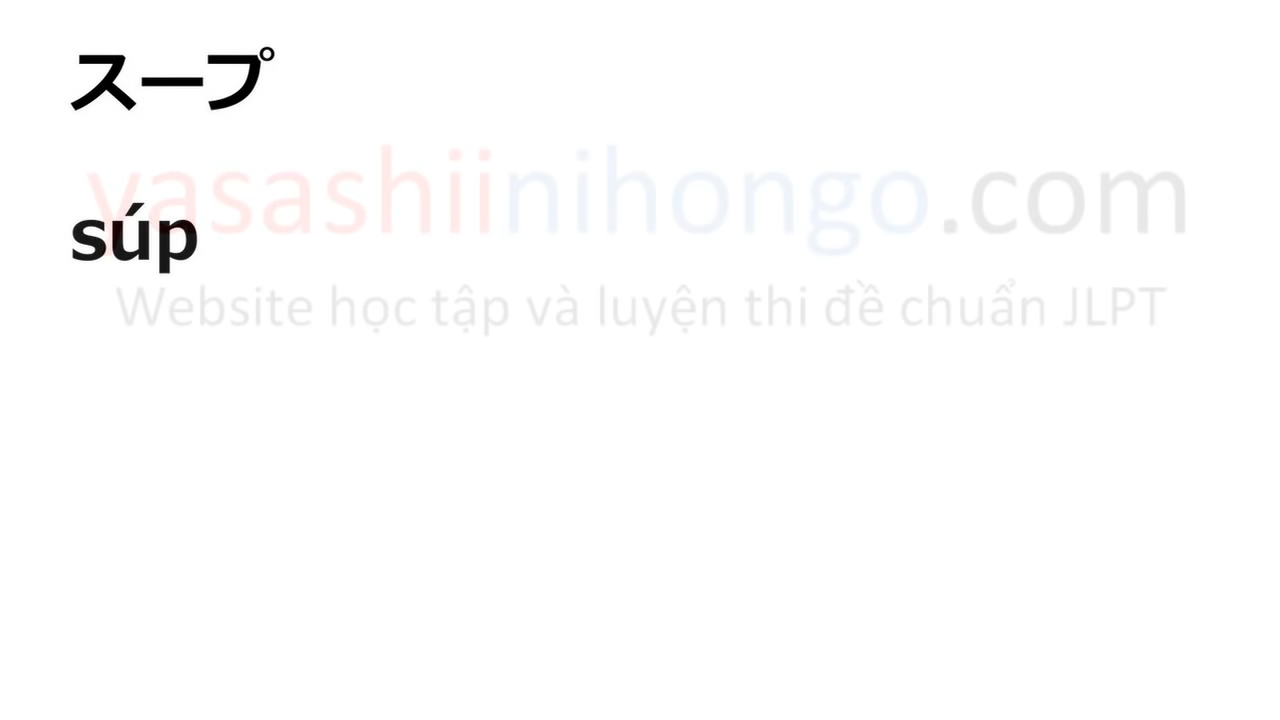 スープ
yasashiinihongo.com
súp
Website học tập và luyện thi đề chuẩn JLPT